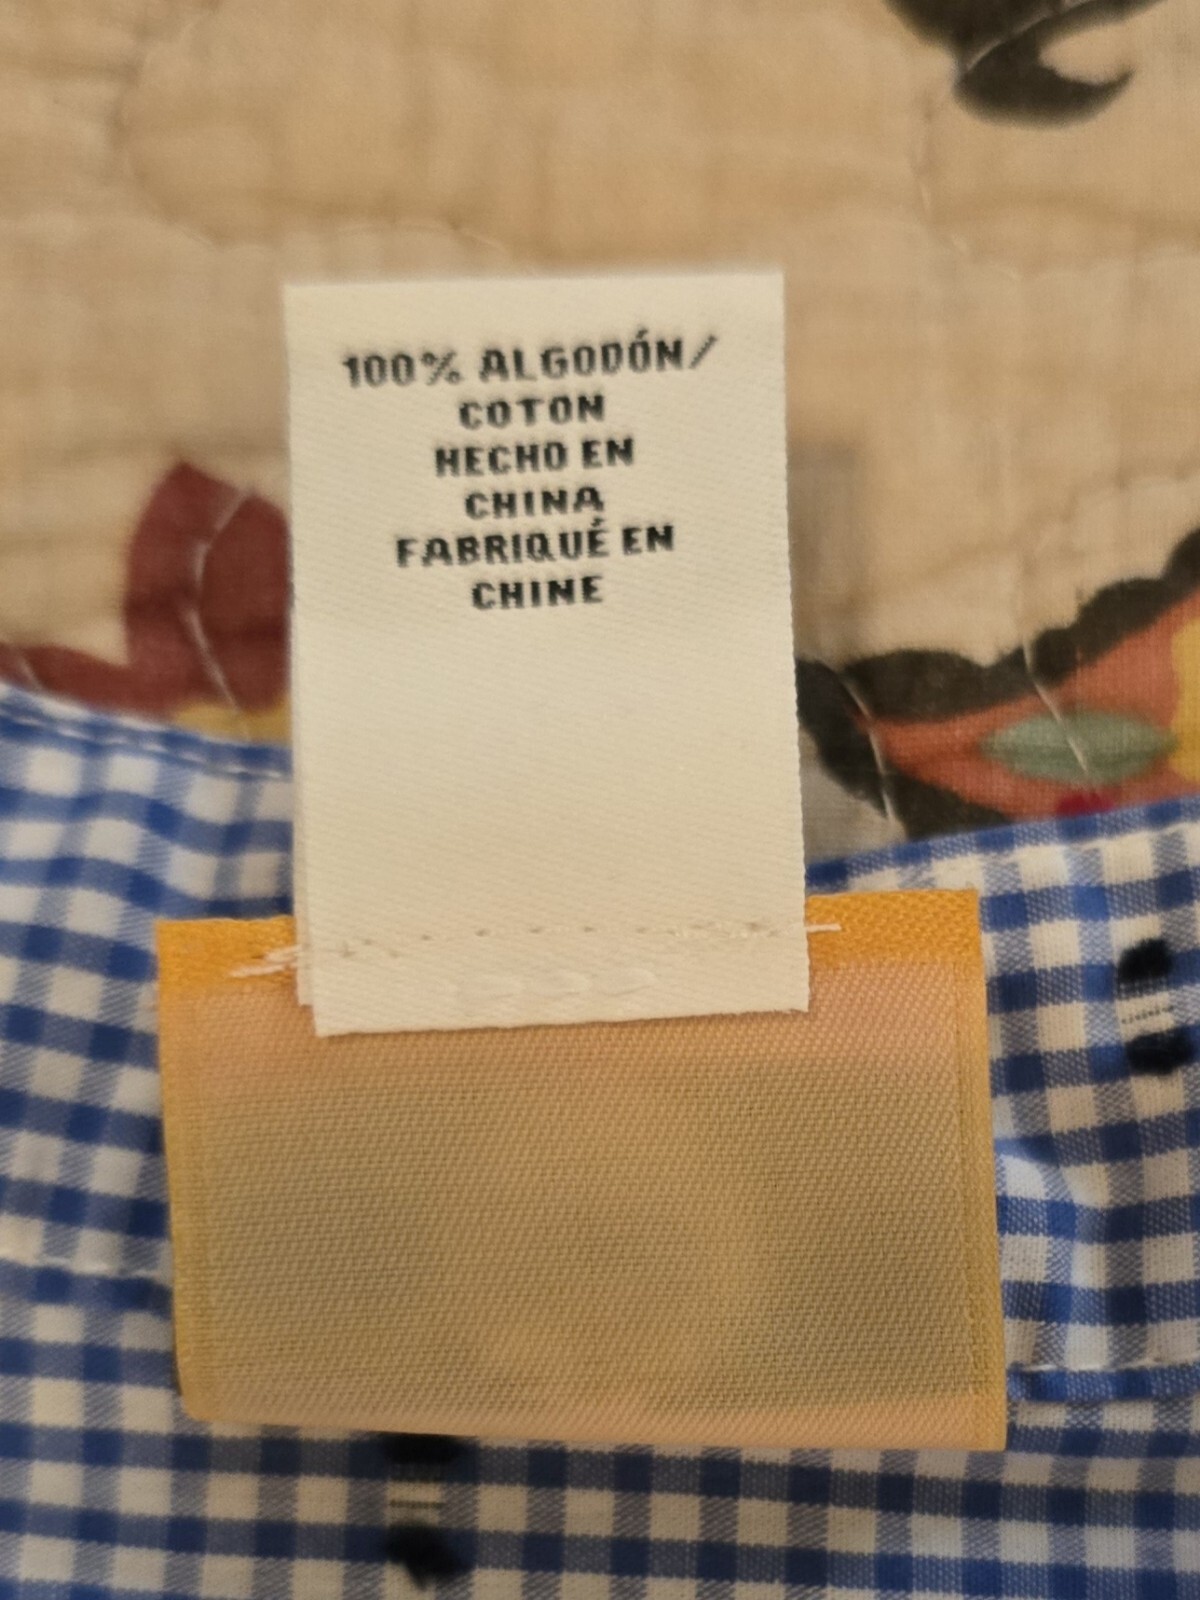 100% ALGODÓN/
COTON
HECHO EN
CHINA
FABRIQUÉ EN
CHINE